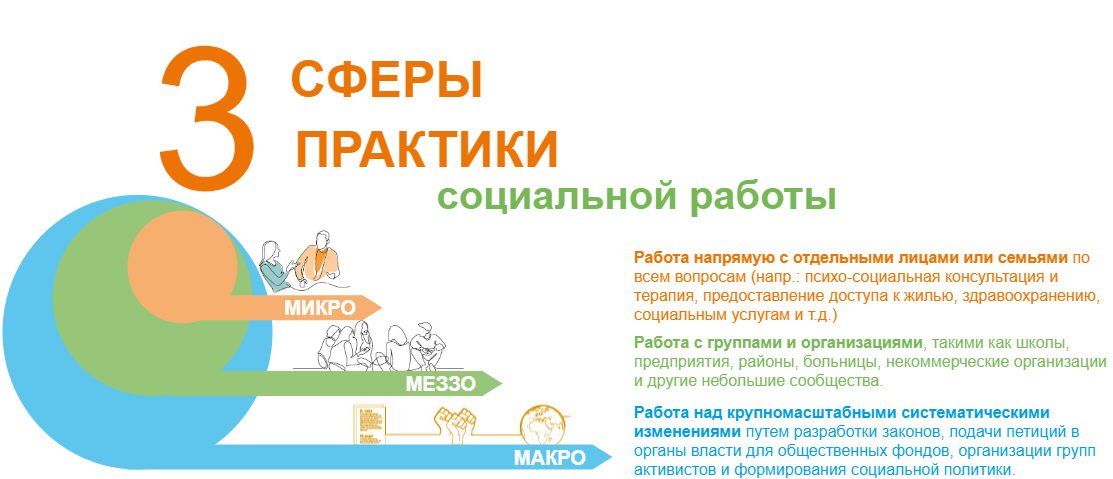 3 СФЕРЫ
ПРАКТИКИ
социальной работы
МИКРО
Работа напрямую с отдельными лицами или семьями по
всем вопросам (напр.: психо-социальная консультация и
терапия, предоставление доступа к жилью, здравоохранению,
социальным услугам и т.д.)
МЕЗЗО
Работа с группами и организациями, такими как школы,
предприятия, районы, больницы, некоммерческие организации
и другие небольшие сообщества.
МАКРО
Работа над крупномасштабными систематическими
изменениями путем разработки законов, подачи петиций в
органы власти для общественных фондов, организации групп
активистов и формирования социальной политики.